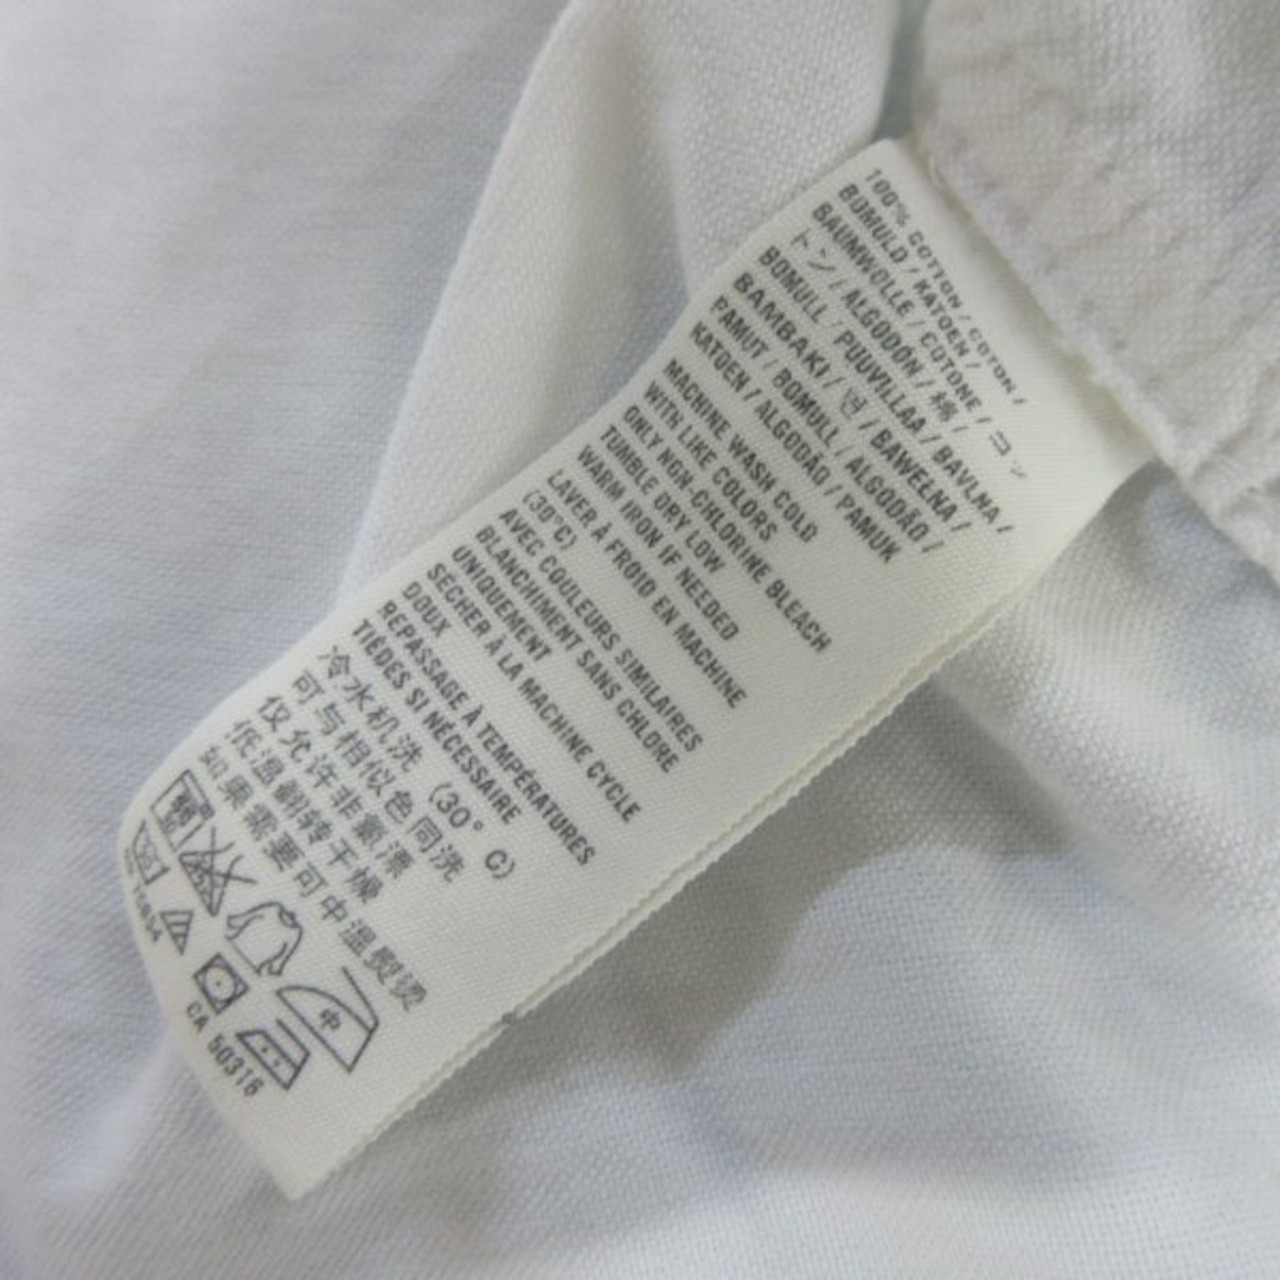 100% COTTON / COTON /
BOMULD / KATOEN /
BAUMWOLLE / COTONE / コッ
トン / ALGODÓN / 棉 /
BOMULL / PUUVILLAA / BAVLNA /
BAMBAKI / 면 / BAWEŁNA /
PAMUT / BOMULL / ALGODÃO /
KATOEN / ALGODÃO / PAMUK
MACHINE WASH COLD
WITH LIKE COLORS
ONLY NON-CHLORINE BLEACH
TUMBLE DRY LOW
WARM IRON IF NEEDED
LAVER À FROID EN MACHINE
(30°C)
AVEC COULEURS SIMILAIRES
BLANCHIMENT SANS CHLORE
UNIQUEMENT
SÉCHER À LA MACHINE CYCLE
DOUX
REPASSAGE À TEMPÉRATURES
TIÈDES SI NÉCESSAIRE
冷水机洗 (30° C)
可与相似色同洗
仅允许非氯漂
低温翻转干燥
如果需要可中温熨烫
中
CA 50316